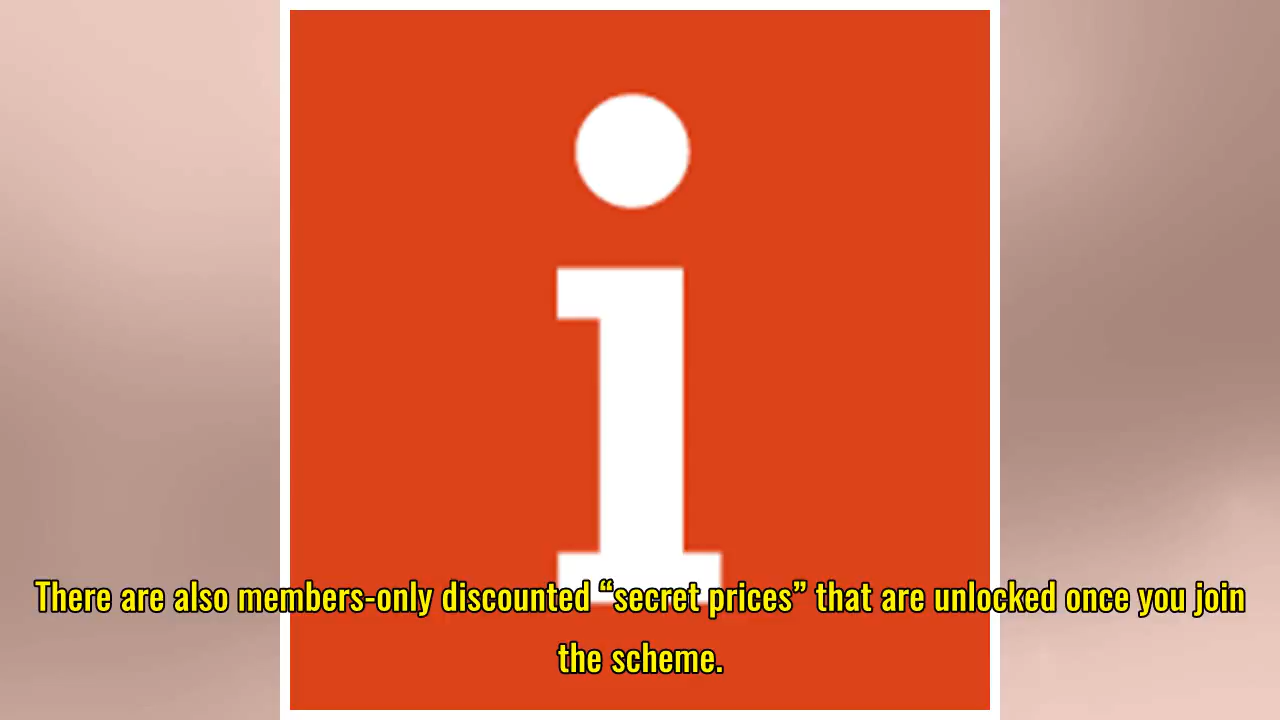 i
There are also members-only discounted “secret prices” that are unlocked once you join
the scheme.